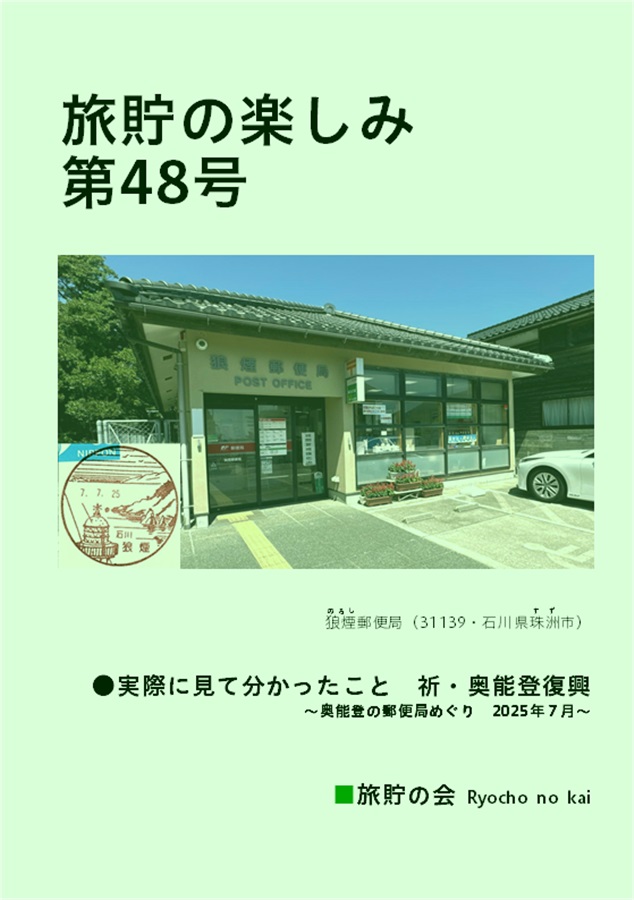 旅貯の楽しみ
第48号
狼煙郵便局
POST OFFICE
NIPPON
7.7.25
石川
狼煙
のろし すず
狼煙郵便局（31139・石川県珠洲市）
●実際に見て分かったこと　祈・奥能登復興
～奥能登の郵便局めぐり　2025年７月～
■旅貯の会 Ryocho no kai